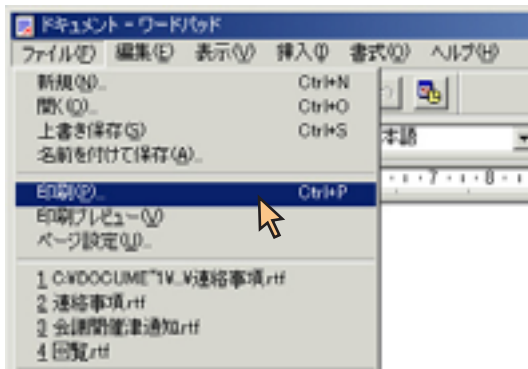 ドキュメント - ワードパッド
ファイル(F) 編集(E) 表示(V) 挿入(I) 書式(O) ヘルプ(H)
新規(N)... Ctrl+N
開く(O)... Ctrl+O
上書き保存(S) Ctrl+S
名前を付けて保存(A)...
本語
印刷(P)... Ctrl+P
· 7 · ı · 8 · ı
印刷プレビュー(V)
ページ設定(U)...
1 C:¥DOCUME~1¥...¥連絡事項.rtf
2 連絡事項.rtf
3 会議開催通知.rtf
4 回覧.rtf